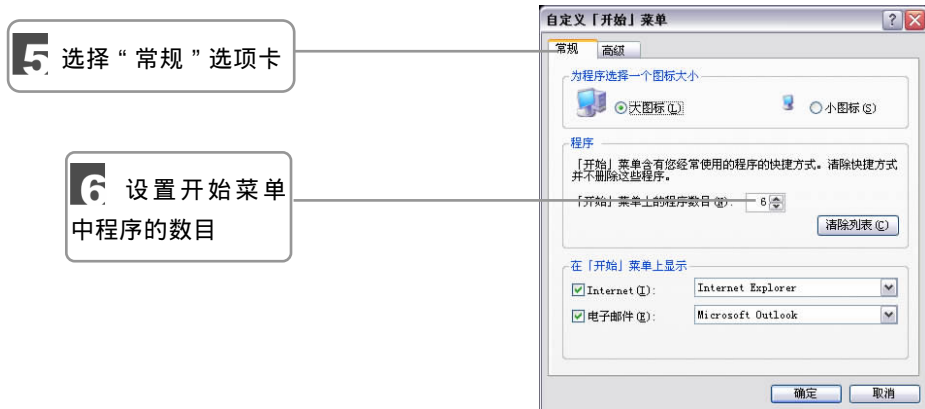 5 选择“常规”选项卡
6 设置开始菜单
中程序的数目
自定义「开始」菜单
常规 高级
为程序选择一个图标大小
大图标(L) 小图标(S)
程序
「开始」菜单含有您经常使用的程序的快捷方式。清除快捷方式
并不删除这些程序。
「开始」菜单上的程序数目(N): 6
清除列表(C)
在「开始」菜单上显示
Internet(I): Internet Explorer
电子邮件(E): Microsoft Outlook
确定 取消